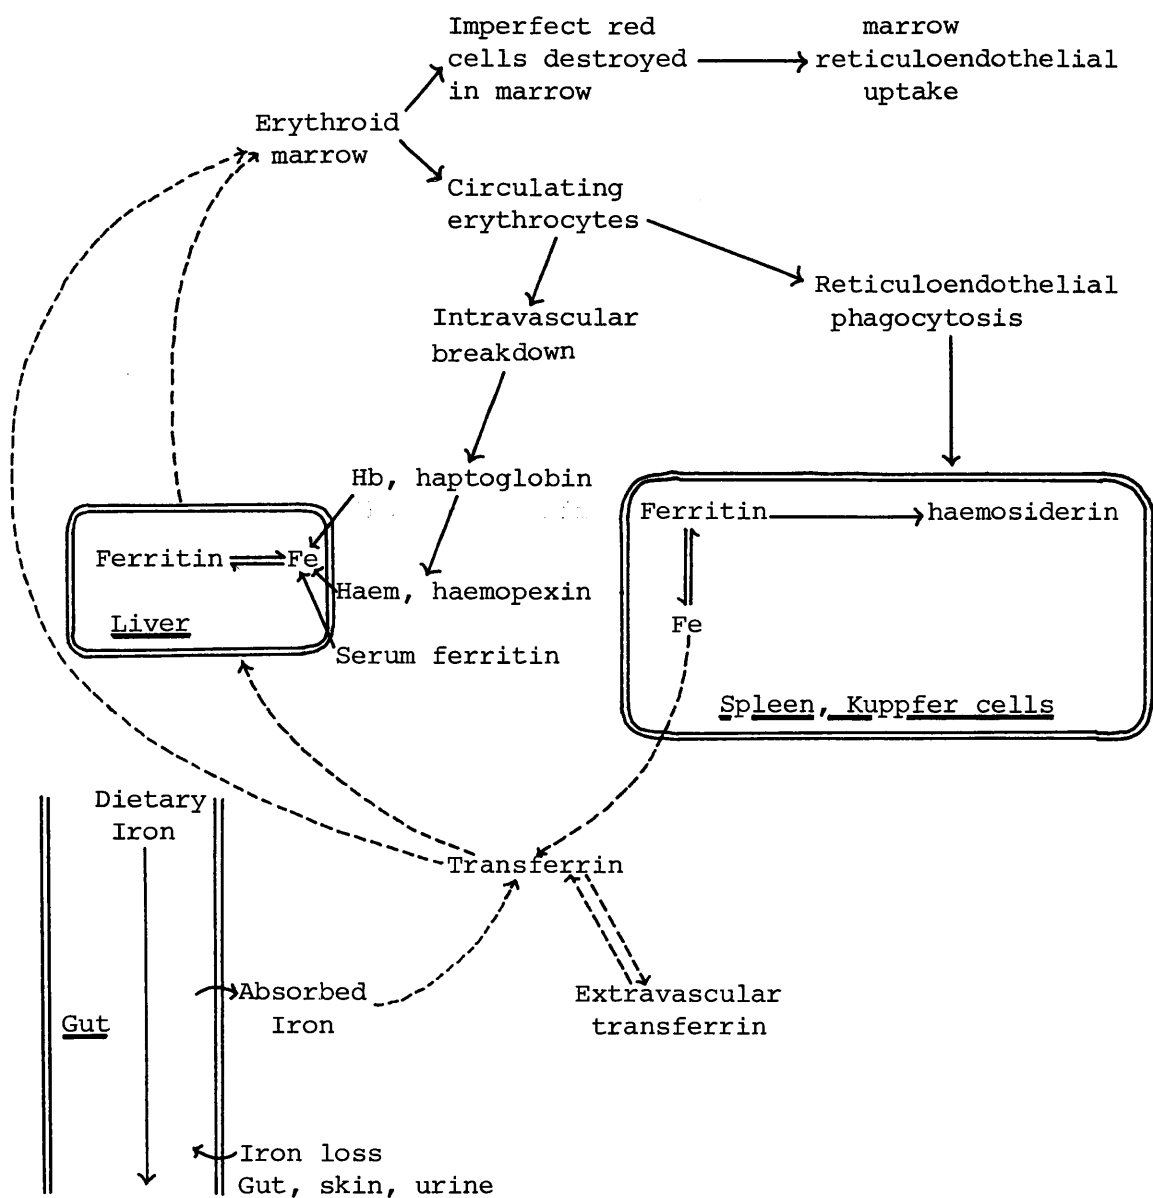 Imperfect red
cells destroyed
in marrow
marrow
reticuloendothelial
uptake
Erythroid
marrow
Circulating
erythrocytes
Reticuloendothelial
phagocytosis
Intravascular
breakdown
Hb, haptoglobin
Ferritin
haemosiderin
Ferritin
Fe
Haem, haemopexin
Liver
Fe
Serum ferritin
Spleen, Kuppfer cells
Dietary
Iron
Transferrin
Absorbed
Iron
Extravascular
transferrin
Gut
Iron loss
Gut, skin, urine